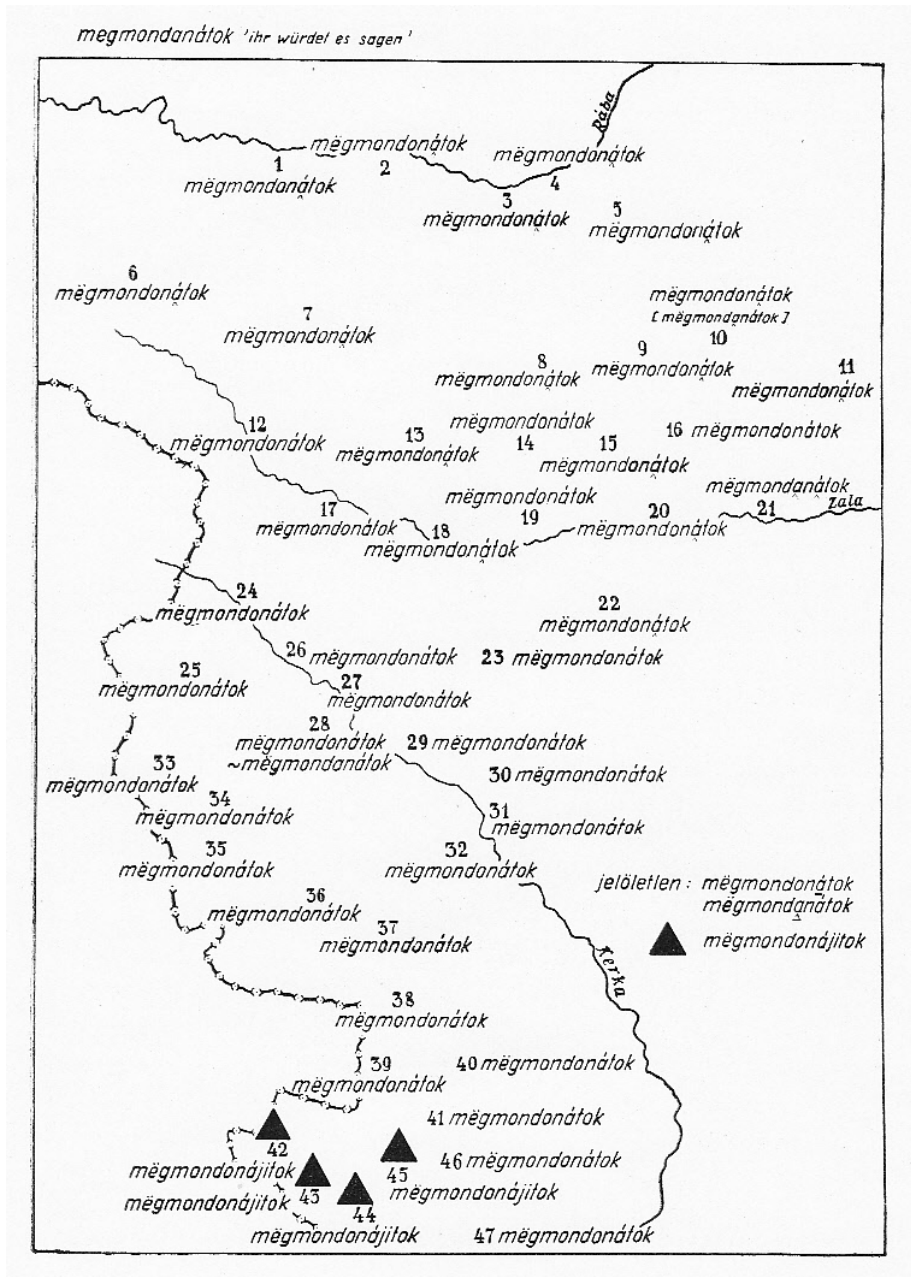 megmondanátok 'ihr würdet es sagen'
Rába
mëgmondonátok
2
mëgmondonátok
4
1
mëgmondonátok
3
mëgmondonátok
5
mëgmondonátok
6
mëgmondonátok
7
mëgmondonátok
mëgmondonátok
[mëgmondanátok]
10
8
mëgmondonátok
9
mëgmondonátok
11
mëgmondonátok
12
mëgmondonátok
13
mëgmondonátok
mëgmondonátok
14
15
mëgmondonátok
16 mëgmondonátok
17
mëgmondonátok
18
mëgmondonátok
mëgmondonátok
19
20
mëgmondonátok
mëgmondanátok
21
Zala
24
mëgmondonátok
22
mëgmondonátok
26 mëgmondonátok
23 mëgmondonátok
25
mëgmondonátok
27
mëgmondonátok
28
mëgmondonátok
~mëgmondanátok
29 mëgmondonátok
30 mëgmondonátok
33
mëgmondonátok
34
mëgmondonátok
31
mëgmondonátok
35
mëgmondonátok
32
mëgmondonátok
jelöletlen: mëgmondonátok
mëgmondanátok
mëgmondonájitok
36
mëgmondonátok
37
mëgmondonátok
Kerka
38
mëgmondonátok
39
mëgmondonátok
40 mëgmondonátok
41 mëgmondonátok
42
mëgmondonájitok
43
mëgmondonájitok
45
mëgmondonájitok
46 mëgmondonátok
44
mëgmondonájitok
47 mëgmondonátok